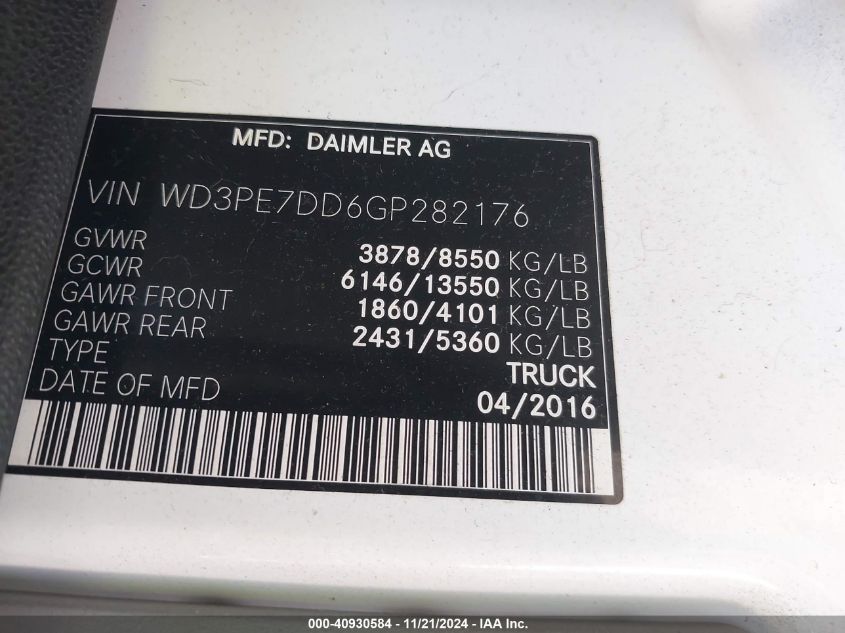 MFD: DAIMLER AG
VIN WD3PE7DD6GP282176
GVWR 3878/8550 KG/LB
GCWR 6146/13550 KG/LB
GAWR FRONT 1860/4101 KG/LB
GAWR REAR 2431/5360 KG/LB
TYPE TRUCK
DATE OF MFD 04/2016
000-40930584 - 11/21/2024 - IAA Inc.